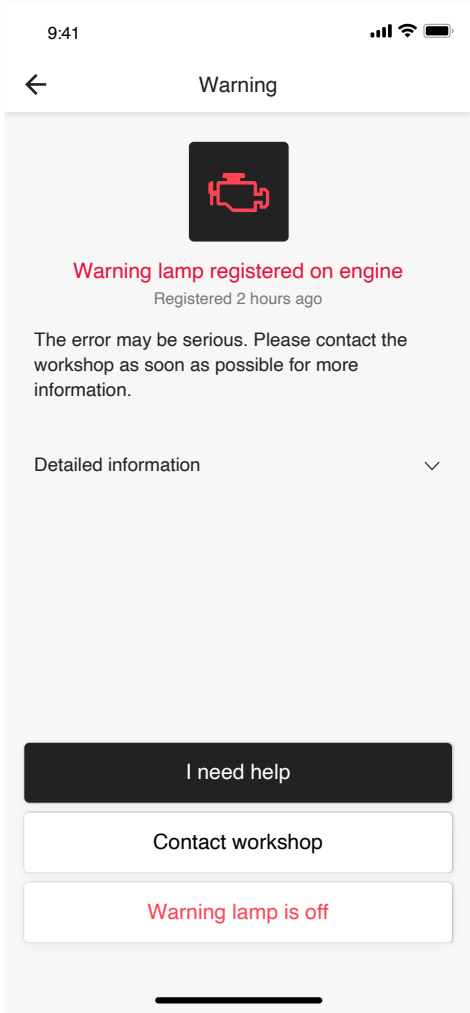 9:41
Warning
Warning lamp registered on engine
Registered 2 hours ago
The error may be serious. Please contact the
workshop as soon as possible for more
information.
Detailed information
I need help
Contact workshop
Warning lamp is off